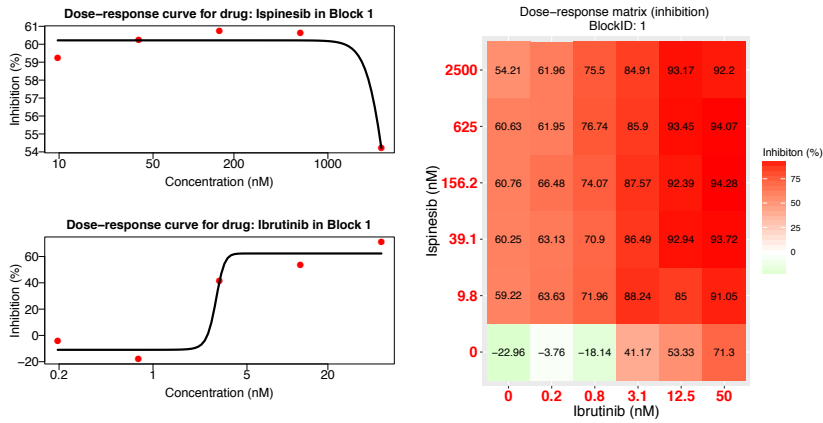 Dose−response curve for drug: Ispinesib in Block 1
Inhibition (%)
61
60
59
58
57
56
55
54
10 50 200 1000
Concentration (nM)
Dose−response curve for drug: Ibrutinib in Block 1
Inhibition (%)
60
40
20
0
−20
0.2 1 5 20
Concentration (nM)
Dose−response matrix (inhibition)
BlockID: 1
Ispinesib (nM)
2500 54.21 61.96 75.5 84.91 93.17 92.2
625 60.63 61.95 76.74 85.9 93.45 94.07
156.2 60.76 66.48 74.07 87.57 92.39 94.28
39.1 60.25 63.13 70.9 86.49 92.94 93.72
9.8 59.22 63.63 71.96 88.24 85 91.05
0 −22.96 −3.76 −18.14 41.17 53.33 71.3
0 0.2 0.8 3.1 12.5 50
Ibrutinib (nM)
Inhibiton (%)
75
50
25
0